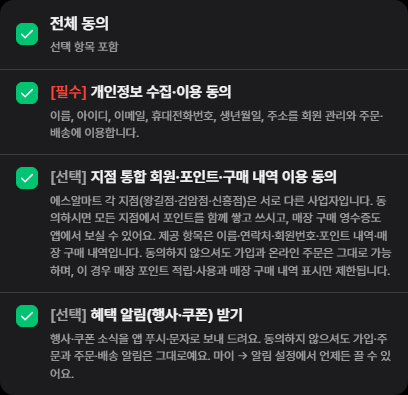 전체 동의
선택 항목 포함
[필수] 개인정보 수집·이용 동의
이름, 아이디, 이메일, 휴대전화번호, 생년월일, 주소를 회원 관리와 주문·
배송에 이용합니다.
[선택] 지점 통합 회원·포인트·구매 내역 이용 동의
에스알마트 각 지점(왕길점·검암점·신흥점)은 서로 다른 사업자입니다. 동
의하시면 모든 지점에서 포인트를 함께 쌓고 쓰시고, 매장 구매 영수증도
앱에서 보실 수 있어요. 제공 항목은 이름·연락처·회원번호·포인트 내역·매
장 구매 내역입니다. 동의하지 않으셔도 가입과 온라인 주문은 그대로 가능
하며, 이 경우 매장 포인트 적립·사용과 매장 구매 내역 표시만 제한됩니다.
[선택] 혜택 알림(행사·쿠폰) 받기
행사·쿠폰 소식을 앱 푸시·문자로 보내 드려요. 동의하지 않으셔도 가입·주
문과 주문·배송 알림은 그대로예요. 마이 → 알림 설정에서 언제든 끌 수 있
어요.